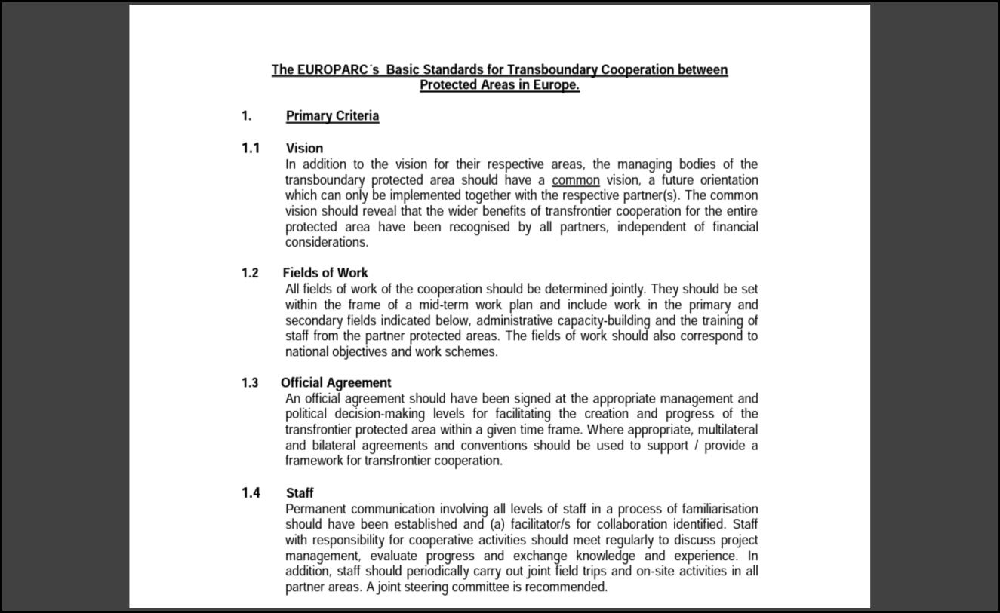 The EUROPARC´s Basic Standards for Transboundary Cooperation between
Protected Areas in Europe.
1. Primary Criteria
1.1 Vision
In addition to the vision for their respective areas, the managing bodies of the
transboundary protected area should have a common vision, a future orientation
which can only be implemented together with the respective partner(s). The common
vision should reveal that the wider benefits of transfrontier cooperation for the entire
protected area have been recognised by all partners, independent of financial
considerations.
1.2 Fields of Work
All fields of work of the cooperation should be determined jointly. They should be set
within the frame of a mid-term work plan and include work in the primary and
secondary fields indicated below, administrative capacity-building and the training of
staff from the partner protected areas. The fields of work should also correspond to
national objectives and work schemes.
1.3 Official Agreement
An official agreement should have been signed at the appropriate management and
political decision-making levels for facilitating the creation and progress of the
transfrontier protected area within a given time frame. Where appropriate, multilateral
and bilateral agreements and conventions should be used to support / provide a
framework for transfrontier cooperation.
1.4 Staff
Permanent communication involving all levels of staff in a process of familiarisation
should have been established and (a) facilitator/s for collaboration identified. Staff
with responsibility for cooperative activities should meet regularly to discuss project
management, evaluate progress and exchange knowledge and experience. In
addition, staff should periodically carry out joint field trips and on-site activities in all
partner areas. A joint steering committee is recommended.